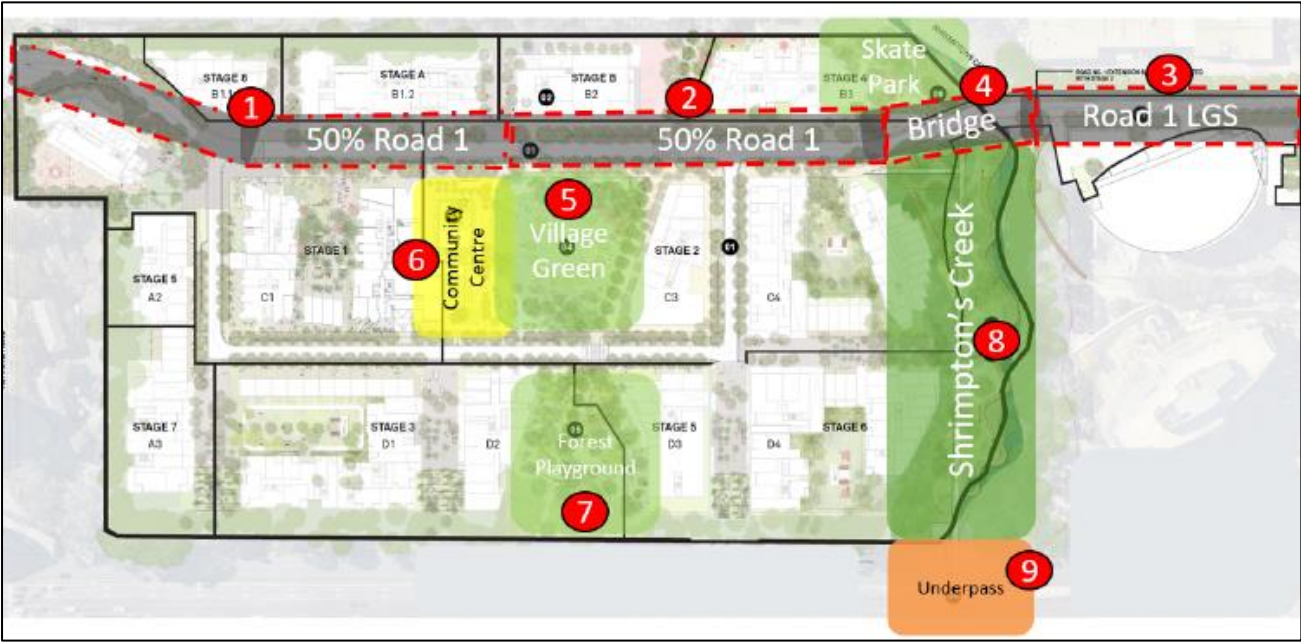 Skate
Park
STAGE 8
STAGE A
B1.2
STAGE B
B2
STAGE 4
B3
02
1
2
4
3
50% Road 1
01
50% Road 1
Bridge
Road 1 LGS
5
Village
Green
6
Community
Centre
STAGE 1
C1
STAGE 2
C3
01
C4
STAGE 5
A2
Shrimpton's Creek
8
STAGE 7
A3
STAGE 3
D1
D2
Forest
Playground
7
STAGE 5
D3
D4
STAGE 6
Underpass
9